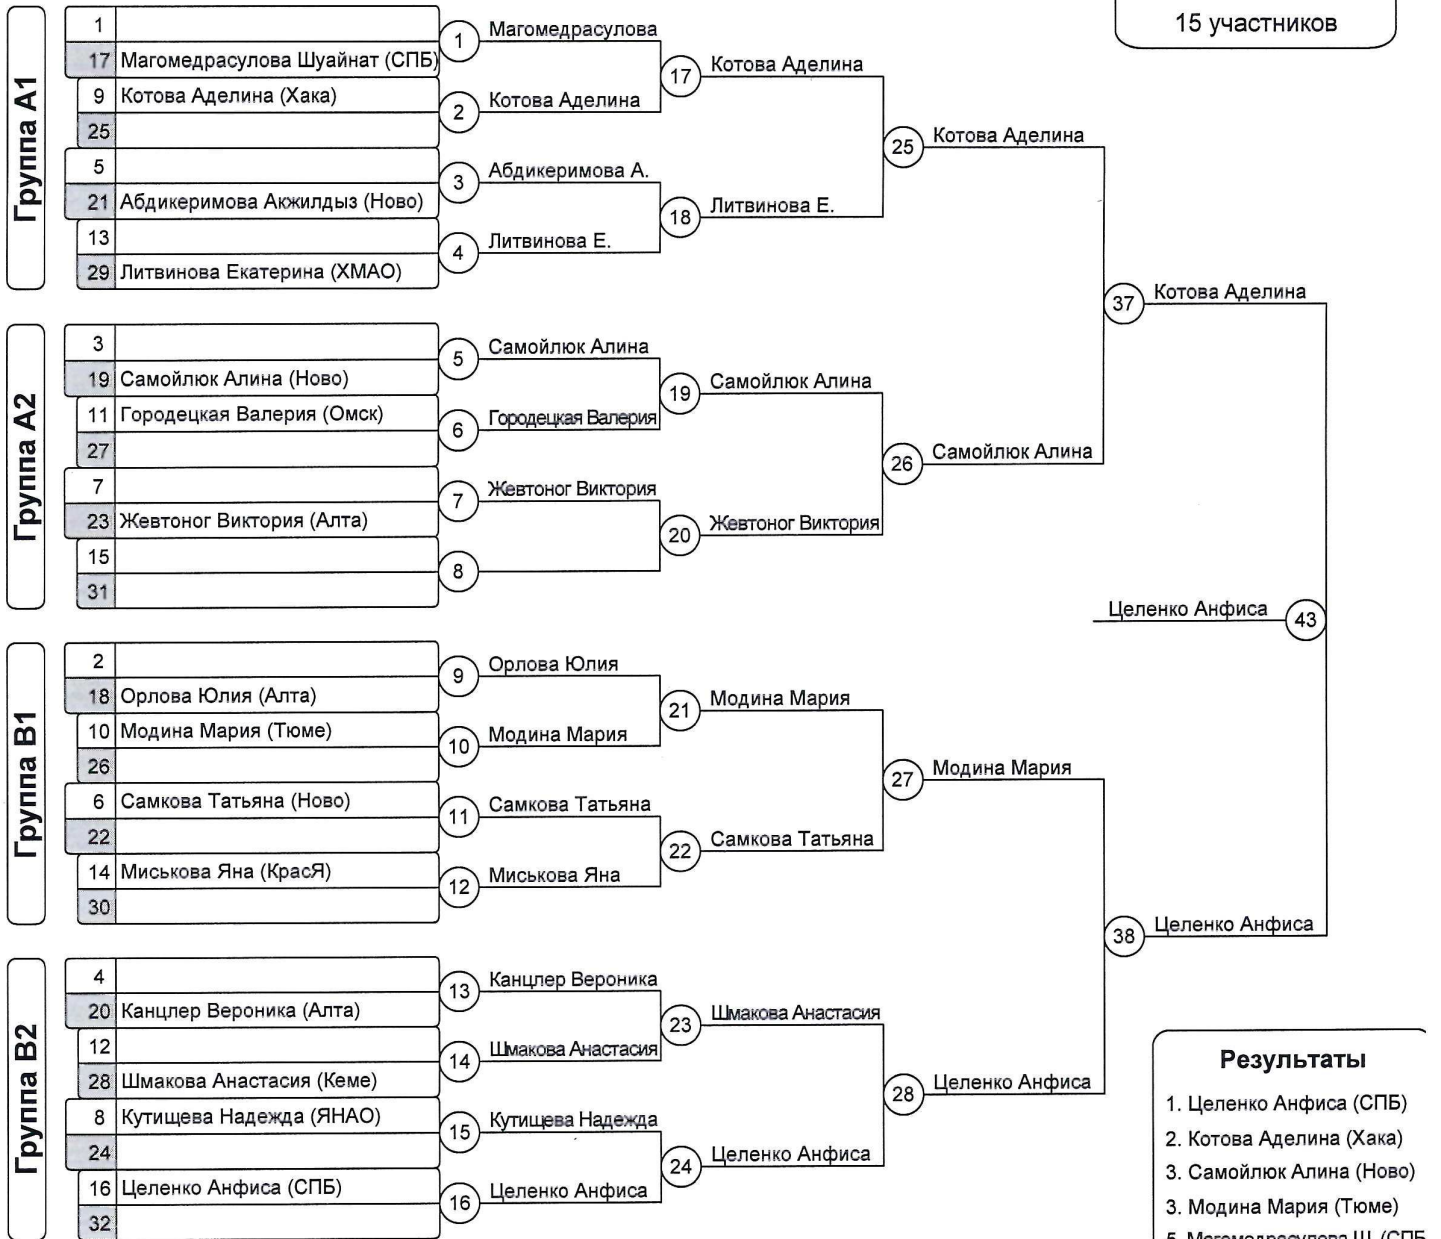 15 участников
Группа A1
1
17 Магомедрасулова Шуайнат (СПБ)
9 Котова Аделина (Хака)
25
5
21 Абдикеримова Акжилдыз (Ново)
13
29 Литвинова Екатерина (ХМАО)
1 Магомедрасулова
2 Котова Аделина
3 Абдикеримова А.
4 Литвинова Е.
17 Котова Аделина
18 Литвинова Е.
25 Котова Аделина
Группа A2
3
19 Самойлюк Алина (Ново)
11 Городецкая Валерия (Омск)
27
7
23 Жевтоног Виктория (Алта)
15
31
5 Самойлюк Алина
6 Городецкая Валерия
7 Жевтоног Виктория
8
19 Самойлюк Алина
20 Жевтоног Виктория
26 Самойлюк Алина
37 Котова Аделина
Группа B1
2
18 Орлова Юлия (Алта)
10 Модина Мария (Тюме)
26
6 Самкова Татьяна (Ново)
22
14 Миськова Яна (КрасЯ)
30
9 Орлова Юлия
10 Модина Мария
11 Самкова Татьяна
12 Миськова Яна
21 Модина Мария
22 Самкова Татьяна
27 Модина Мария
Группа B2
4
20 Канцлер Вероника (Алта)
12
28 Шмакова Анастасия (Кеме)
8 Кутищева Надежда (ЯНАО)
24
16 Целенко Анфиса (СПБ)
32
13 Канцлер Вероника
14 Шмакова Анастасия
15 Кутищева Надежда
16 Целенко Анфиса
23 Шмакова Анастасия
24 Целенко Анфиса
28 Целенко Анфиса
38 Целенко Анфиса
Целенко Анфиса 43
Результаты
1. Целенко Анфиса (СПБ)
2. Котова Аделина (Хака)
3. Самойлюк Алина (Ново)
3. Модина Мария (Тюме)
5. Магомедрасулова Ш. (СПБ